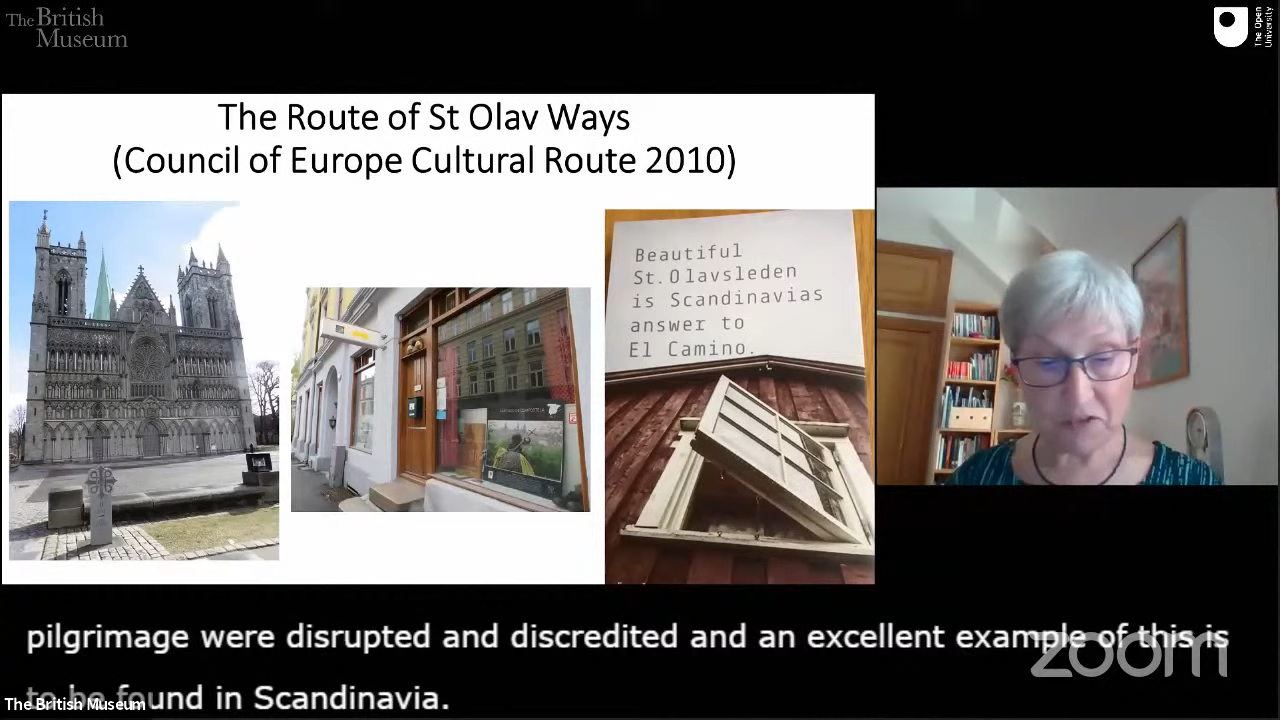 The British
Museum
The Open
University
The Route of St Olav Ways
(Council of Europe Cultural Route 2010)
Beautiful
St.Olavsleden
is Scandinavias
answer to
El Camino.
pilgrimage were disrupted and discredited and an excellent example of this is
to be found in Scandinavia.
zoom
The British Museum